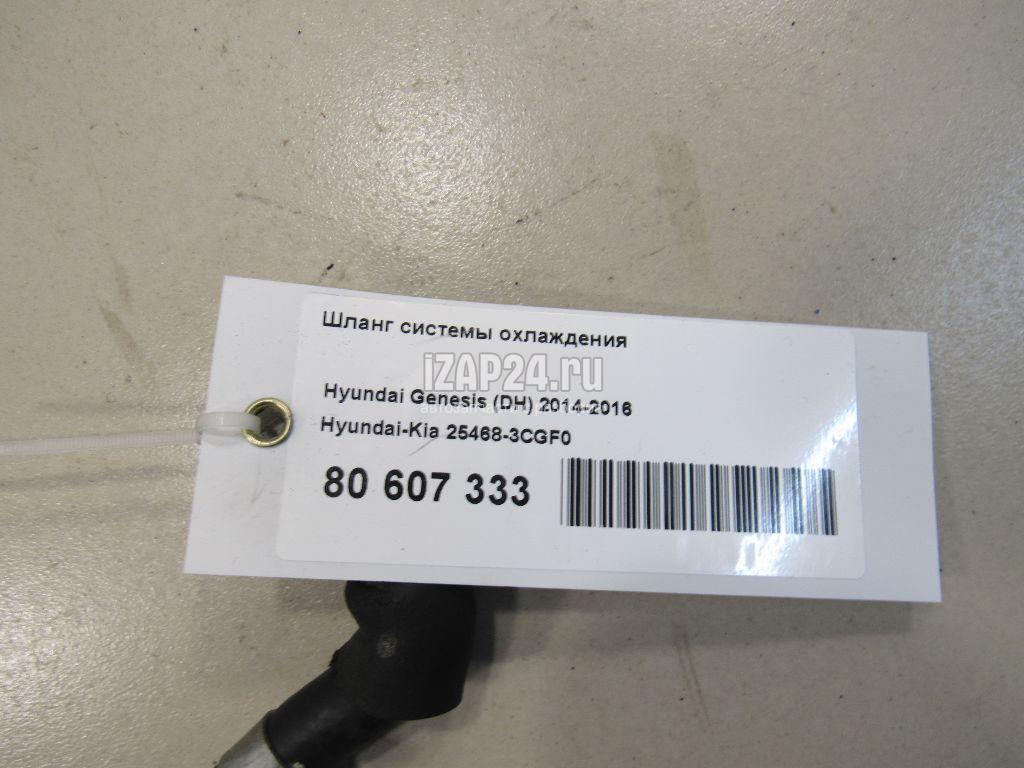 Шланг системы охлаждения
iZAP24.ru
Hyundai Genesis (DH) 2014-2016
Hyundai-Kia 25468-3CGF0
80 607 333